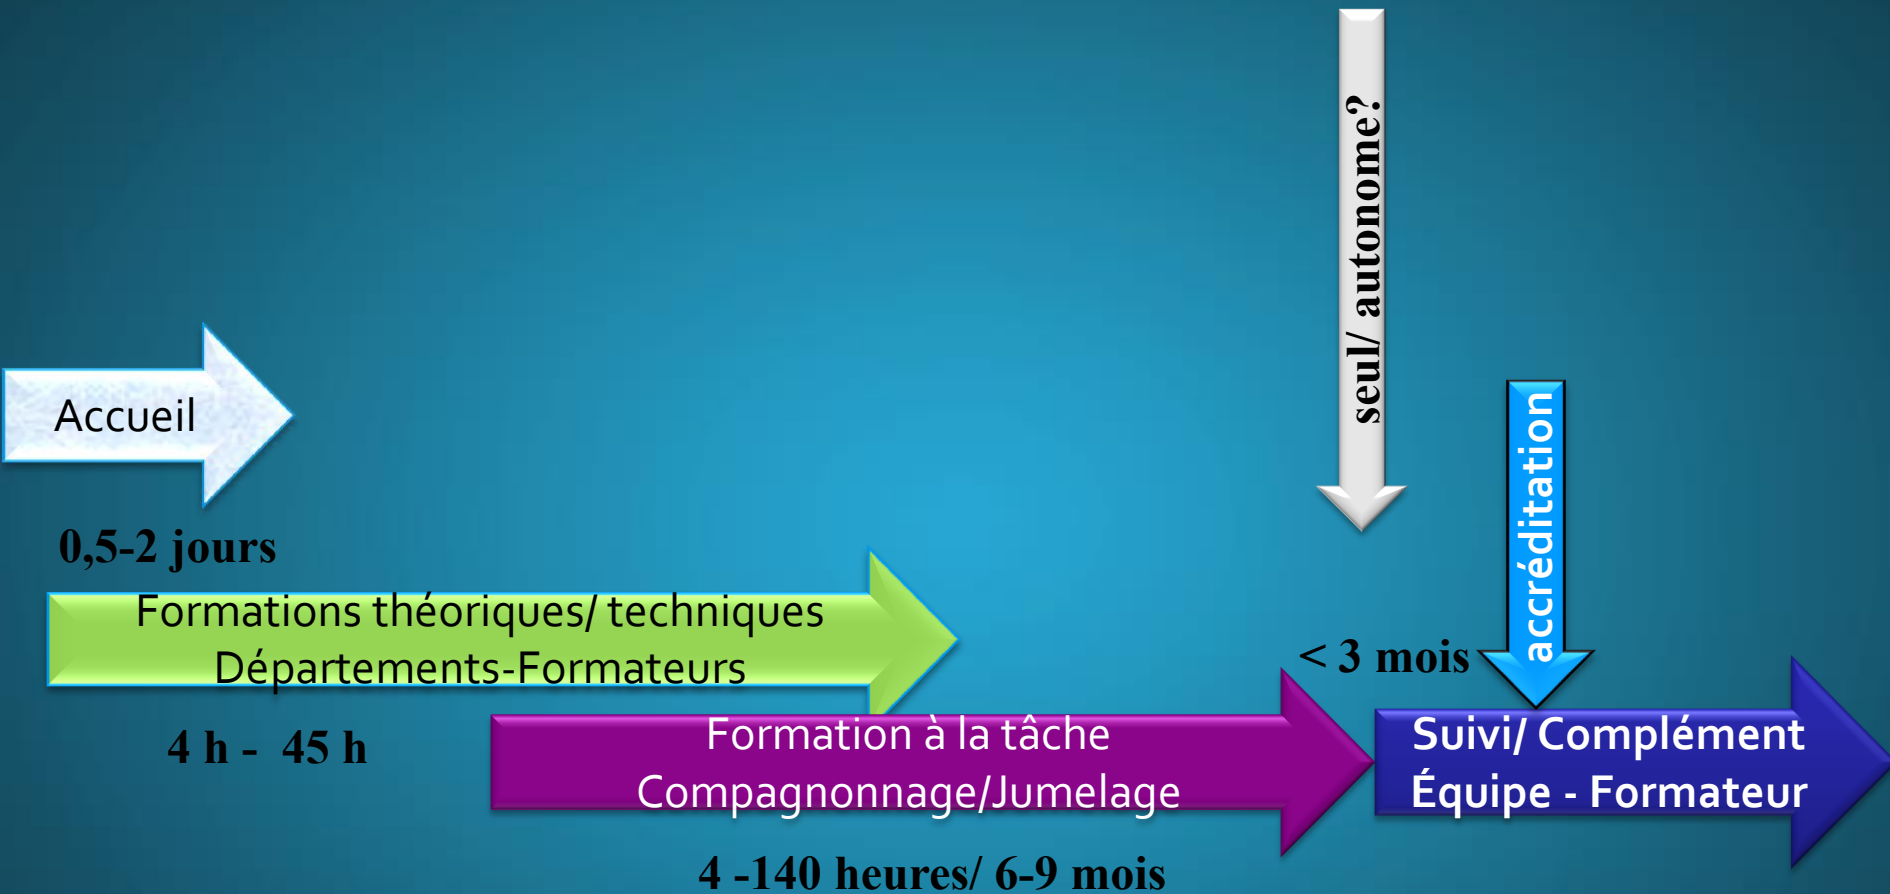 seul/ autonome?
Accueil
accréditation
0,5-2 jours
Formations théoriques/ techniques
Départements-Formateurs
< 3 mois
4 h - 45 h
Formation à la tâche
Compagnonnage/Jumelage
Suivi/ Complément
Équipe - Formateur
4 -140 heures/ 6-9 mois